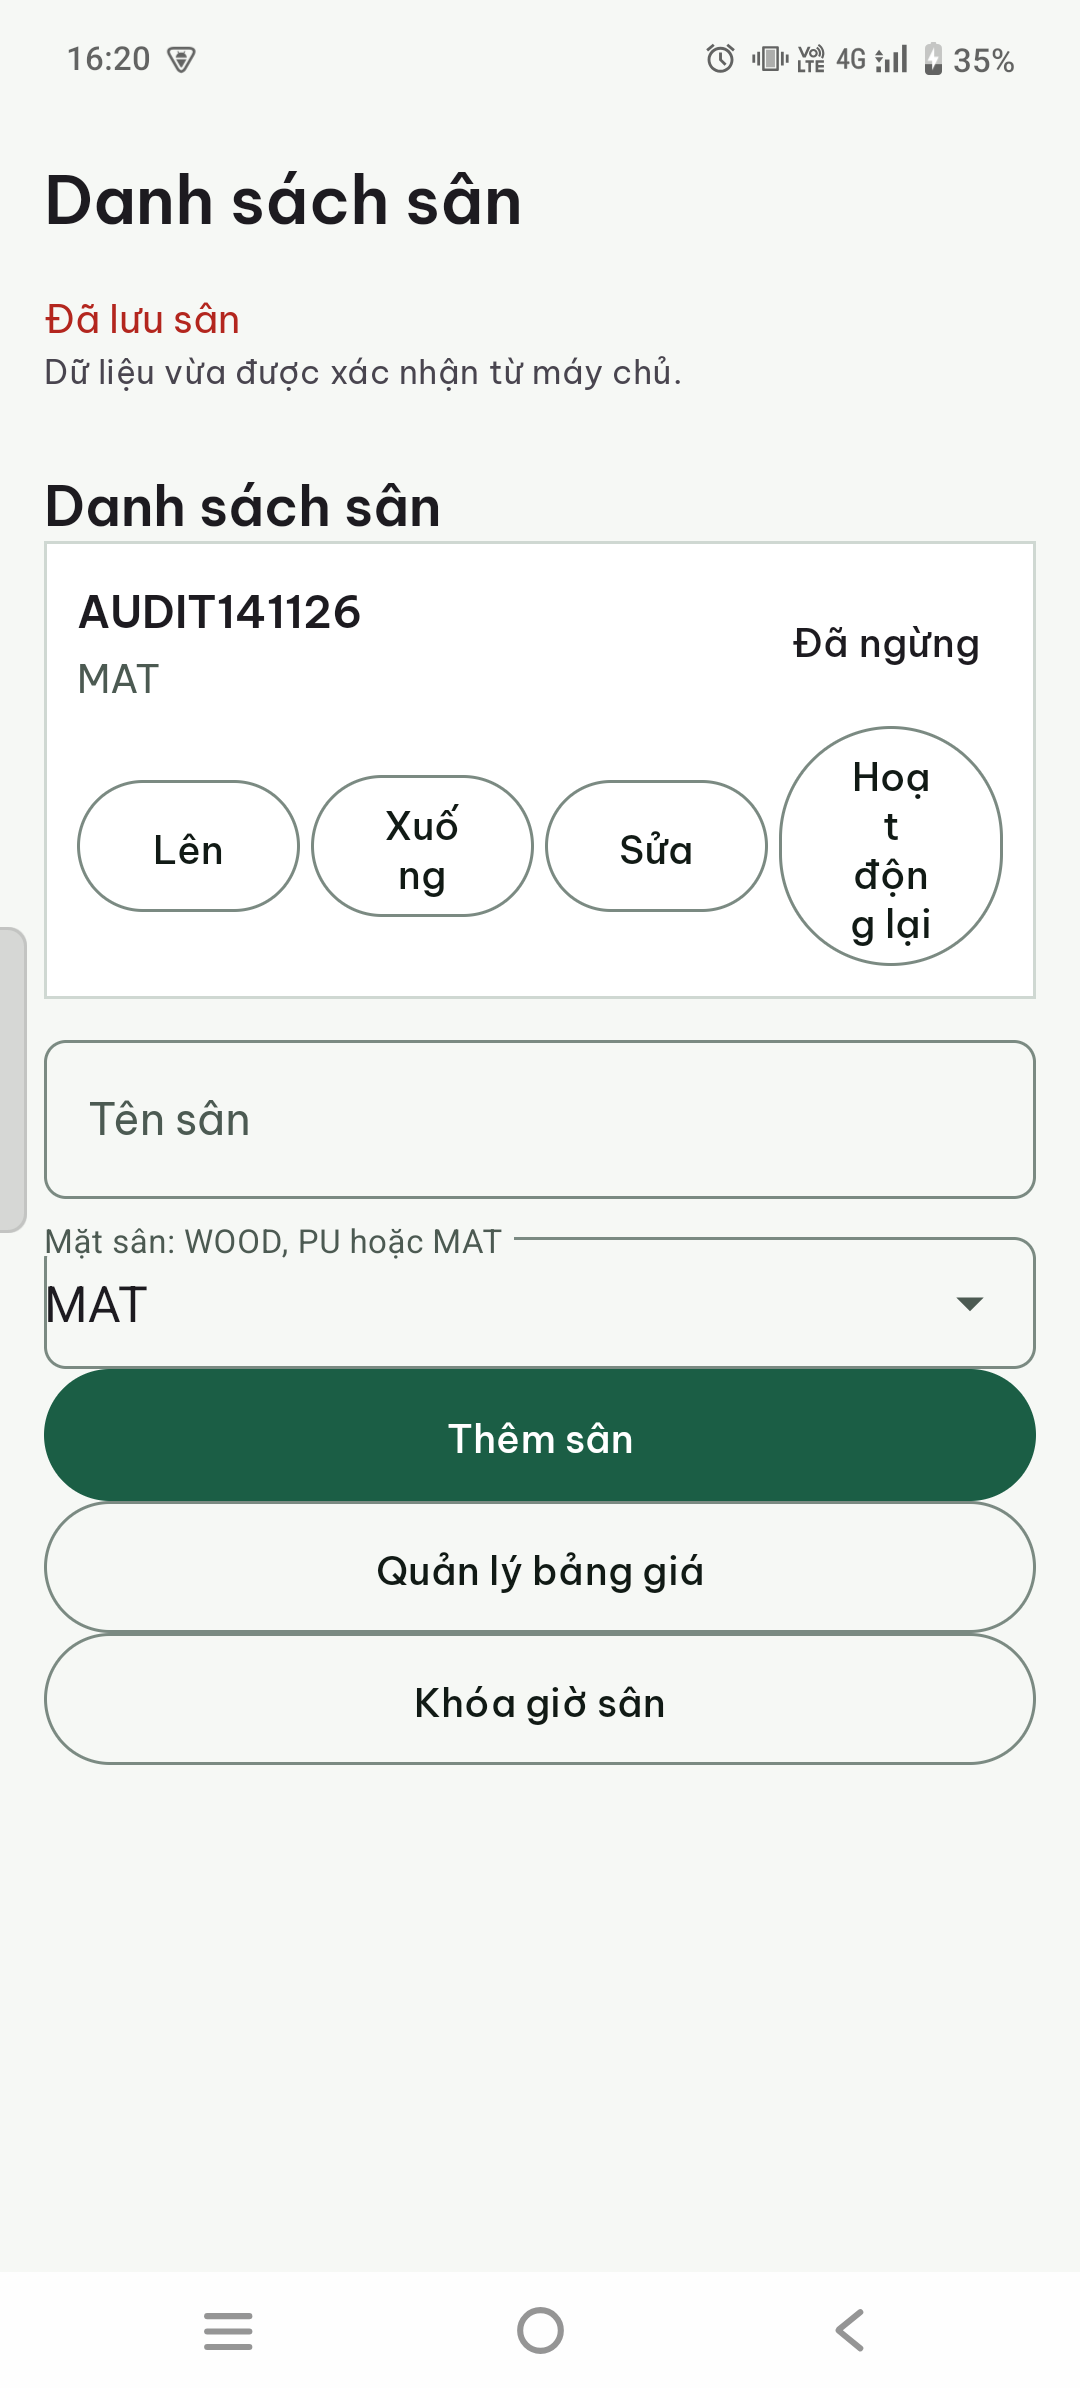 16:20
VoLTE 4G 35%
Danh sách sân
Đã lưu sân
Dữ liệu vừa được xác nhận từ máy chủ.
Danh sách sân
AUDIT141126
Đã ngừng
MAT
Lên
Xuố
ng
Sửa
Hoạ
t
độn
g lại
Tên sân
Mặt sân: WOOD, PU hoặc MAT
MAT
Thêm sân
Quản lý bảng giá
Khóa giờ sân